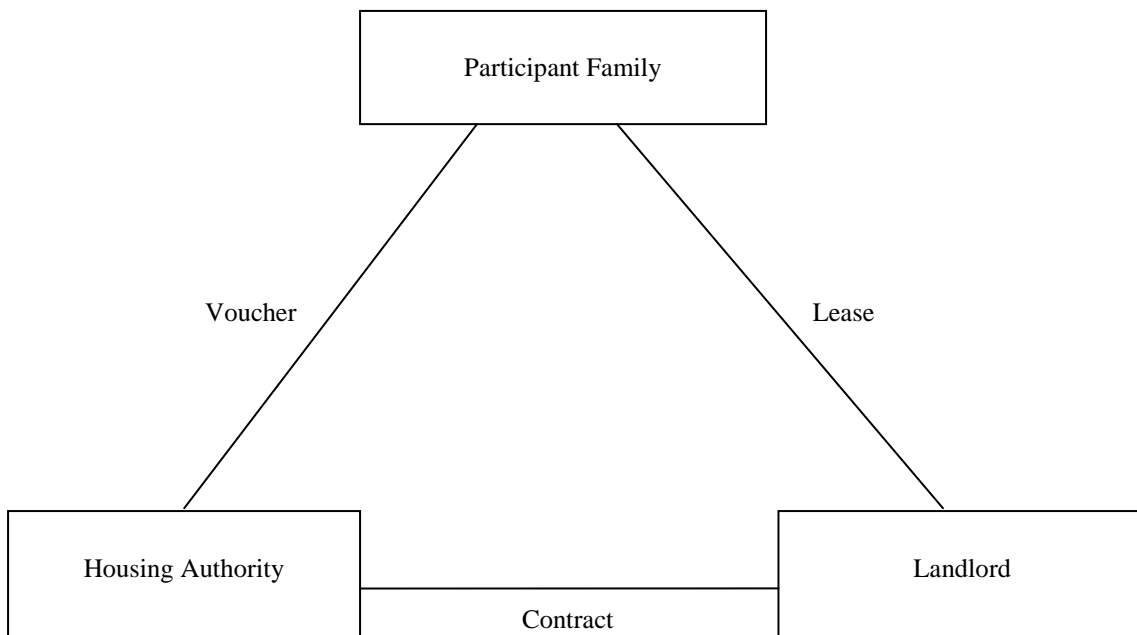 Participant Family
Voucher
Lease
Housing Authority
Landlord
Contract